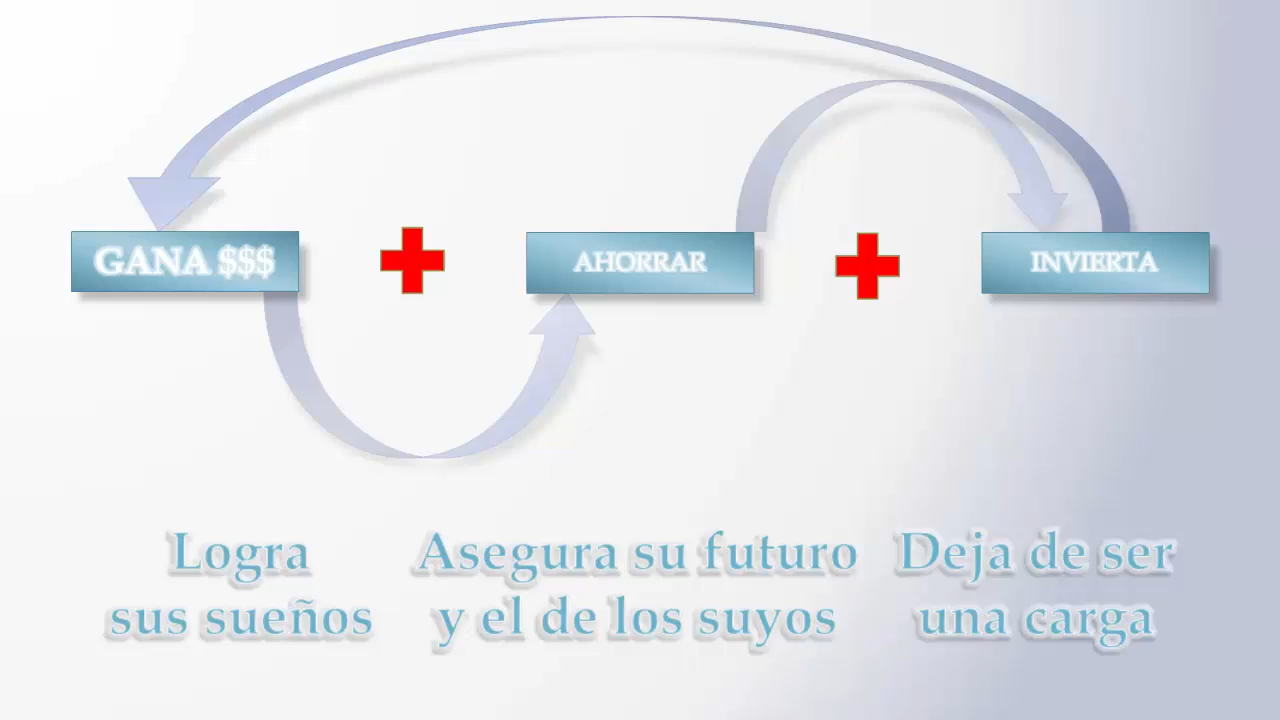 GANA $$$
AHORRAR
INVIERTA
Logra
sus sueños
Asegura su futuro
y el de los suyos
Deja de ser
una carga